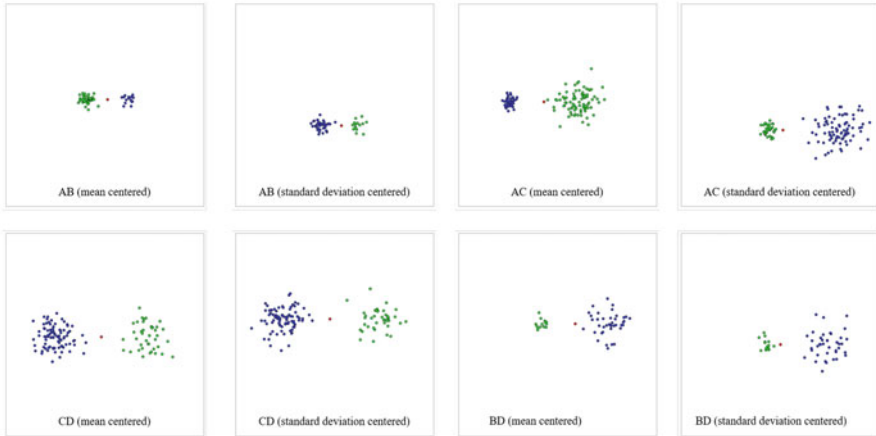 AB (mean centered)
AB (standard deviation centered)
AC (mean centered)
AC (standard deviation centered)
CD (mean centered)
CD (standard deviation centered)
BD (mean centered)
BD (standard deviation centered)